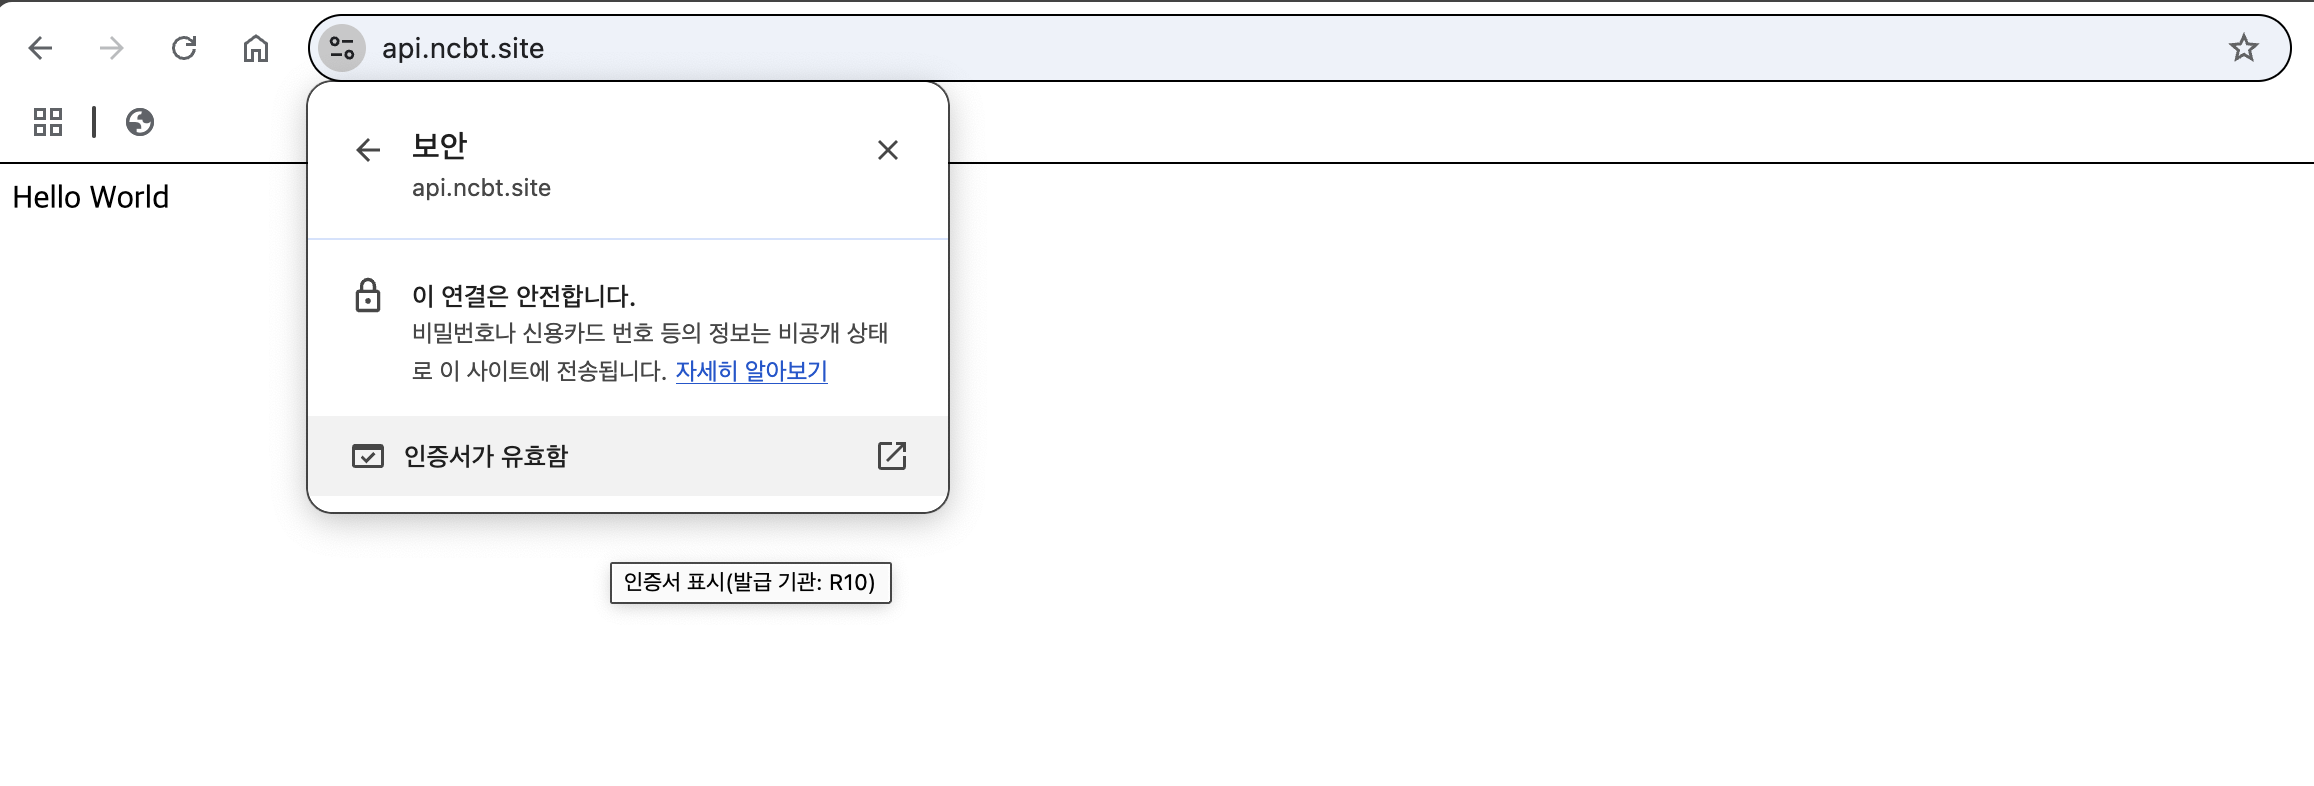 api.ncbt.site
보안
api.ncbt.site
Hello World
이 연결은 안전합니다.
비밀번호나 신용카드 번호 등의 정보는 비공개 상태
로 이 사이트에 전송됩니다. 자세히 알아보기
인증서가 유효함
인증서 표시(발급 기관: R10)